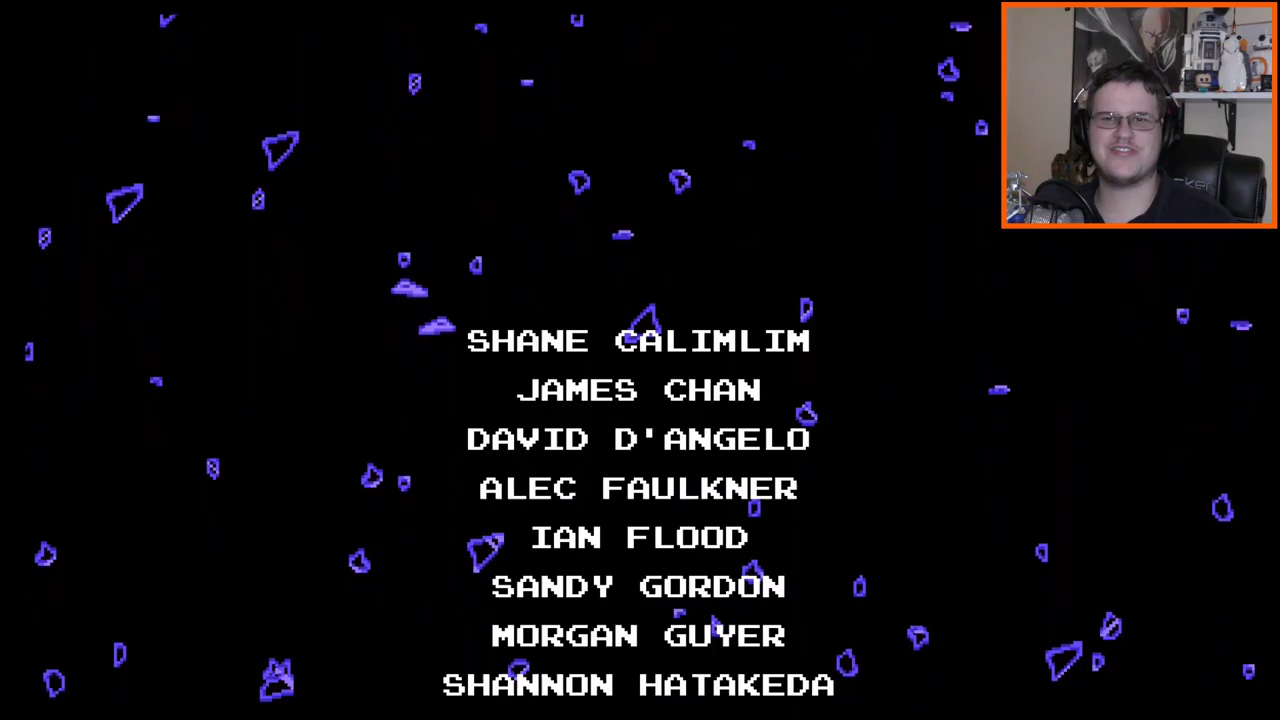 SHANE CALIMLIM
JAMES CHAN
DAVID D'ANGELO
ALEC FAULKNER
IAN FLOOD
SANDY GORDON
MORGAN GUYER
SHANNON HATAKEDA